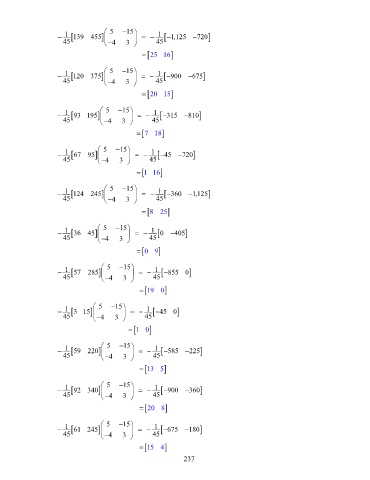 -1/45[139 455](5 -15; -4 3) = -1/45[-1,125 -720]
=[25 16]
-1/45[120 375](5 -15; -4 3) = -1/45[-900 -675]
=[20 15]
-1/45[93 195](5 -15; -4 3) = -1/45[-315 -810]
=[7 18]
-1/45[67 95](5 -15; -4 3) = -1/45[-45 -720]
=[1 16]
-1/45[124 245](5 -15; -4 3) = -1/45[-360 -1,125]
=[8 25]
-1/45[36 45](5 -15; -4 3) = -1/45[0 -405]
=[0 9]
-1/45[57 285](5 -15; -4 3) = -1/45[-855 0]
=[19 0]
-1/45[3 15](5 -15; -4 3) = -1/45[-45 0]
=[1 0]
-1/45[59 220](5 -15; -4 3) = -1/45[-585 -225]
=[13 5]
-1/45[92 340](5 -15; -4 3) = -1/45[-900 -360]
=[20 8]
-1/45[61 245](5 -15; -4 3) = -1/45[-675 -180]
=[15 4]
237